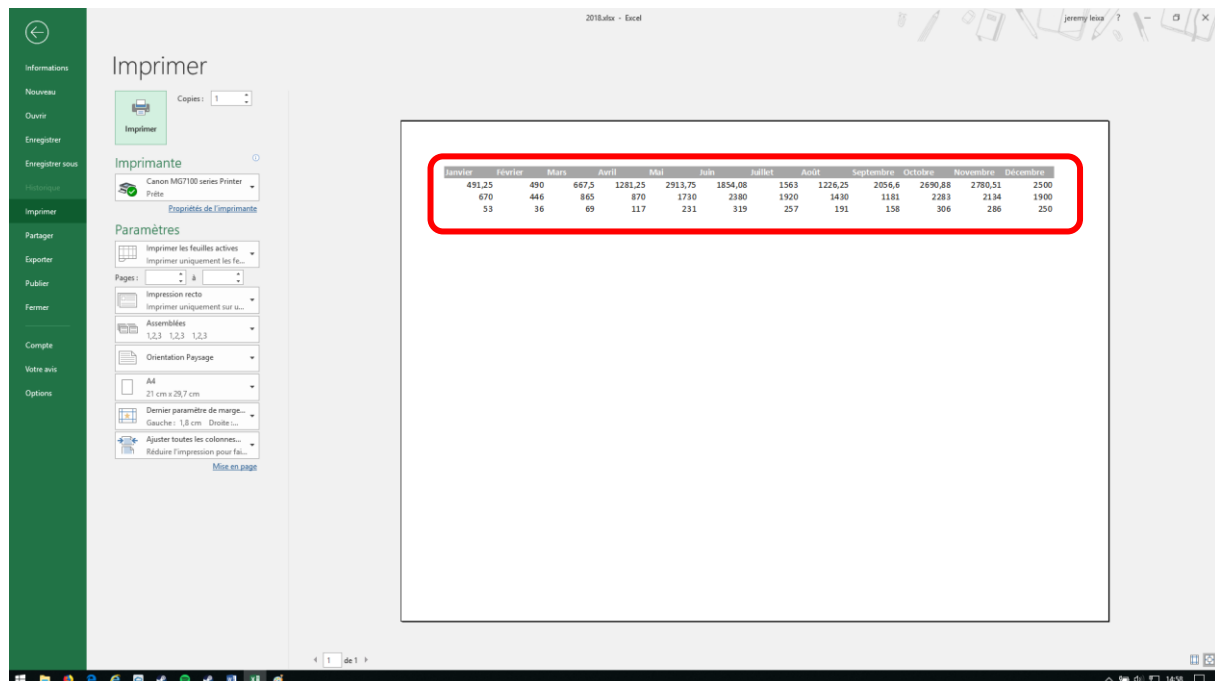 2018.xlsx - Excel
jeremy leixa ?
Informations
Nouveau
Ouvrir
Enregistrer
Enregistrer sous
Historique
Imprimer
Partager
Exporter
Publier
Fermer
Compte
Votre avis
Options
Imprimer
Copies : 1
Imprimer
Imprimante
Canon MG7100 series Printer
Prête
Propriétés de l'imprimante
Paramètres
Imprimer les feuilles actives
Imprimer uniquement les fe...
Pages : à
Impression recto
Imprimer uniquement sur u...
Assemblées
1,2,3 1,2,3 1,2,3
Orientation Paysage
A4
21 cm x 29,7 cm
Dernier paramètre de marge...
Gauche : 1,8 cm Droite :...
Ajuster toutes les colonnes...
Réduire l'impression pour fai...
Mise en page
Janvier Février Mars Avril Mai Juin Juillet Août Septembre Octobre Novembre Décembre
491,25 490 667,5 1281,25 2913,75 1854,08 1563 1226,25 2056,6 2690,88 2780,51 2500
670 446 865 870 1730 2380 1920 1430 1181 2283 2134 1900
53 36 69 117 231 319 257 191 158 306 286 250
1 de 1
14:58